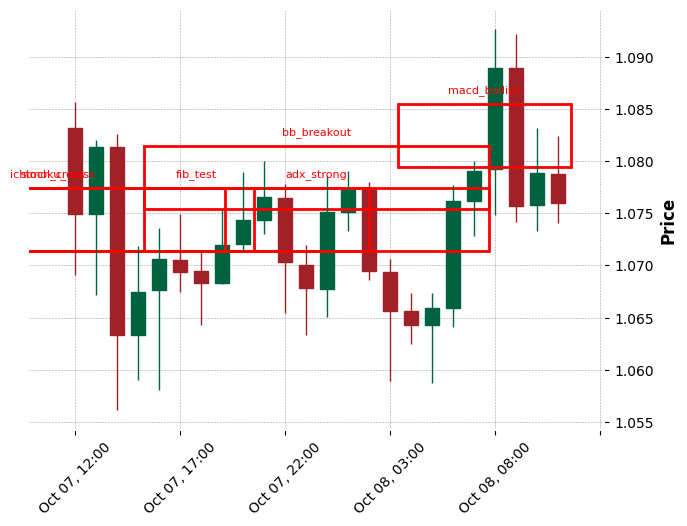 1.090
macd_bullish
1.085
bb_breakout
1.080
fib_test
adx_strong
1.075
1.070
1.065
1.060
1.055
Price
Oct 07, 12:00
Oct 07, 17:00
Oct 07, 22:00
Oct 08, 03:00
Oct 08, 08:00